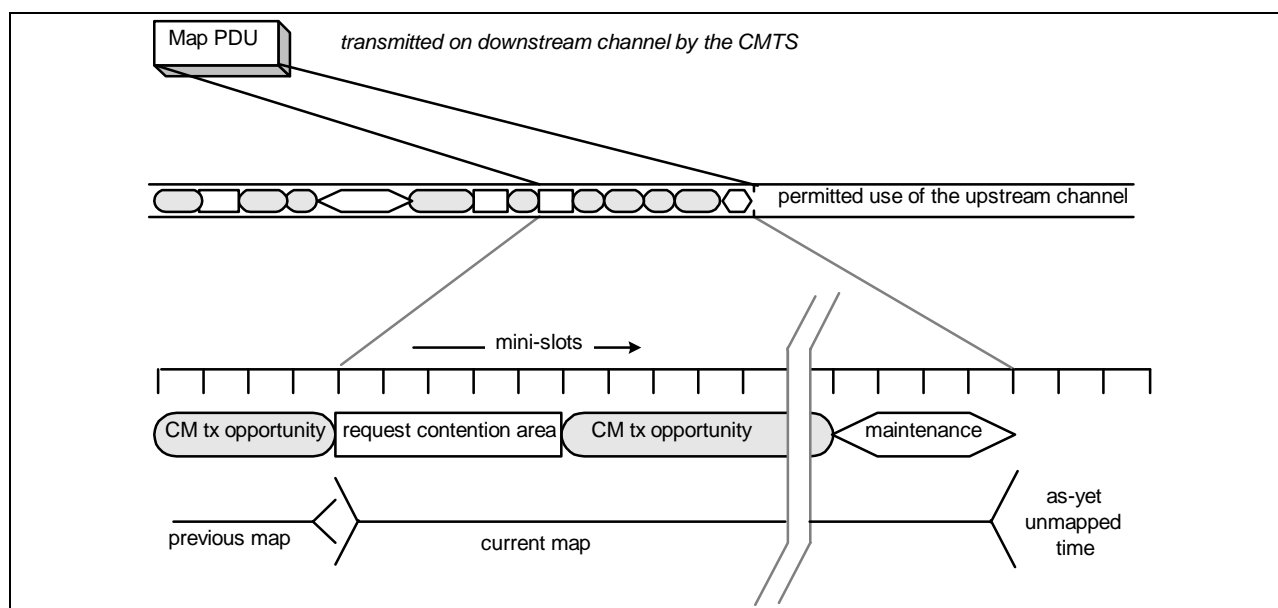 Map PDU
transmitted on downstream channel by the CMTS
permitted use of the upstream channel
mini-slots
CM tx opportunity
request contention area
CM tx opportunity
maintenance
previous map
current map
as-yet
unmapped
time